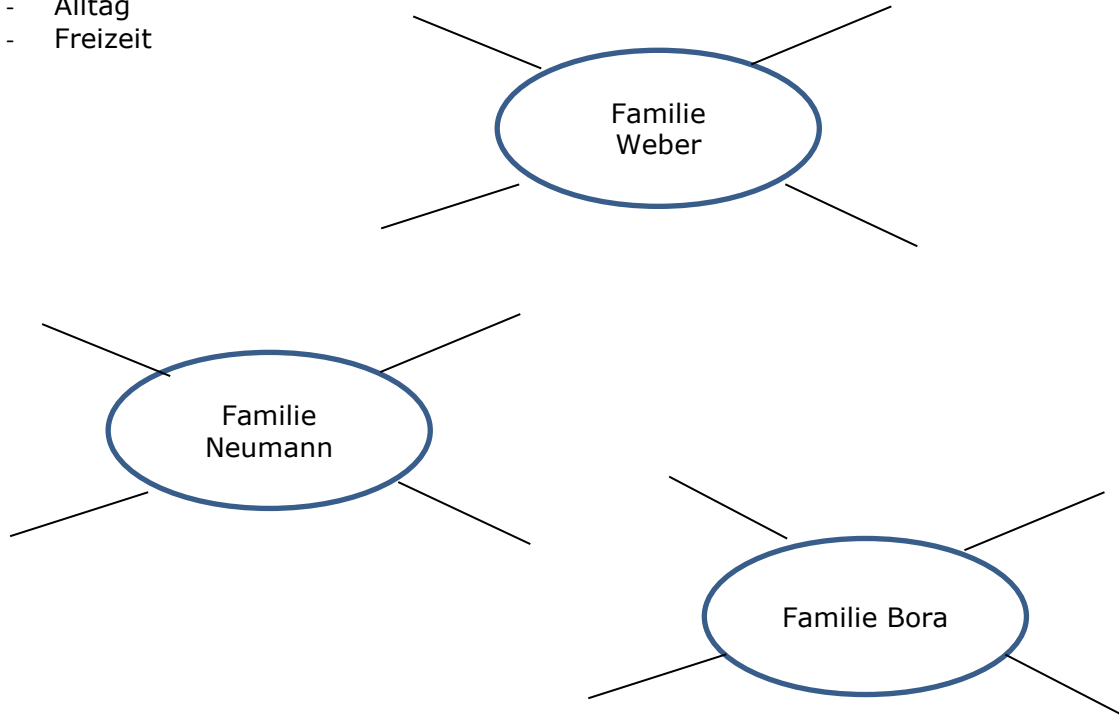 - Alltag
- Freizeit
Familie
Weber
Familie
Neumann
Familie Bora